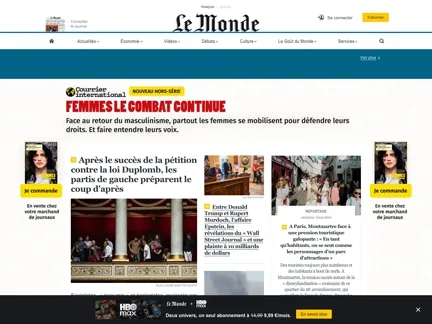 Français
Consulter
le journal
Le Monde
Se connecter
S'abonner
Actualités
Économie
Vidéos
Débats
Culture
Le Goût du Monde
Services
Voir plus
Courrier
international
NOUVEAU HORS-SÉRIE
FEMMES LE COMBAT CONTINUE
Face au retour du masculinisme, partout les femmes se mobilisent pour défendre leurs
droits. Et faire entendre leurs voix.
Je commande
En vente chez
votre marchand
de journaux
Après le succès de la pétition
contre la loi Duplomb, les
partis de gauche préparent le
coup d'après
Entre Donald
Trump et Rupert
Murdoch, l'affaire
Epstein, les
révélations du « Wall
Street Journal » et une
plainte à 10 milliards
de dollars
REPORTAGE
A Paris, Montmartre face à
une pression touristique
galopante : « En tant
qu'habitants, on se sent
comme les personnages d'un
parc d'attractions »
Je commande
En vente chez
votre marchand
de journaux
Le Monde + HBO max
Deux univers, un seul abonnement à 14,99 9,99 €/mois.
En savoir plus